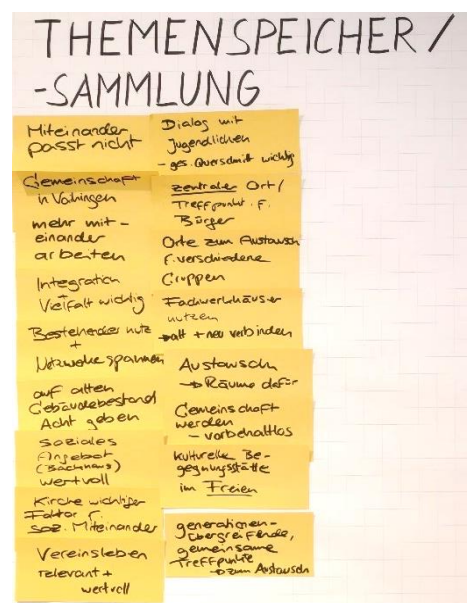 THEMENSPEICHER /
-SAMMLUNG
Miteinander
passt nicht
Gemeinschaft
in Vaihingen
mehr mit-
einander
arbeiten
Integration
Vielfalt wichtig
Bestehendes nutz
+
Netzwerke spannen
auf alten
Gebäudebestand
Acht geben
soziales
Angebot
(Backhaus)
wertvoll
Kirche wichtiger
Faktor f.
soz. Miteinander
Vereinsleben
relevant +
wertvoll
Dialog mit
Jugendlichen
- ges. Querschnitt wichtig
zentraler Ort /
Treffpunkt f.
Bürger
Orte zum Austausch
f. verschiedene
Gruppen
Fachwerkhäuser
nutzen
→ alt + neu verbinden
Austausch
→ Räume dafür
Gemeinschaft
werden
- vorbehaltlos
kulturelle Be-
gegnungsstätte
im Freien
generationen-
übergreifende,
gemeinsame
Treffpunkte
→ zum Austausch